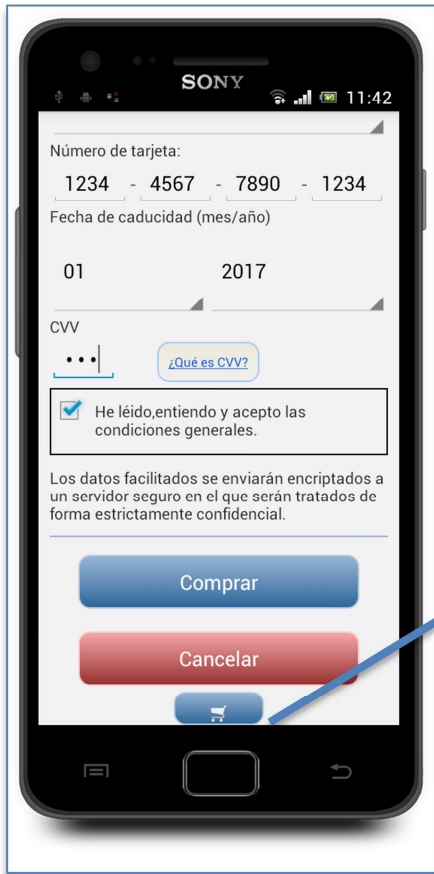 SONY
11:42
Número de tarjeta:
1234 - 4567 - 7890 - 1234
Fecha de caducidad (mes/año)
01 2017
CVV
•••
¿Qué es CVV?
He léido,entiendo y acepto las
condiciones generales.
Los datos facilitados se enviarán encriptados a
un servidor seguro en el que serán tratados de
forma estrictamente confidencial.
Comprar
Cancelar